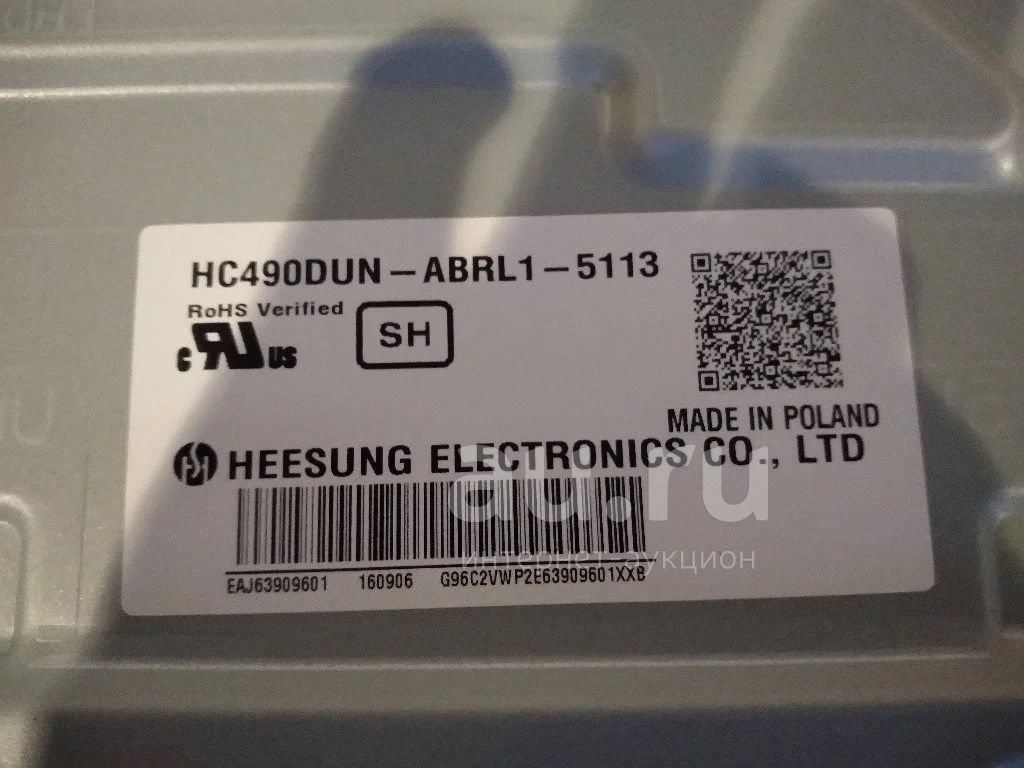 HC490DUN-ABRL1-5113
RoHS Verified
c RU US
SH
MADE IN POLAND
HEESUNG ELECTRONICS CO., LTD
au.ru
интернет-аукцион
EAJ63909601 160906 G96C2VWP2E63909601XXB